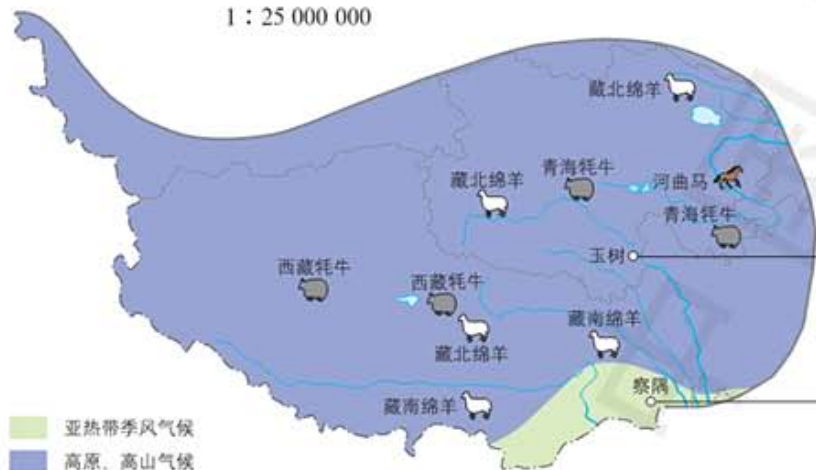 1：25 000 000
藏北绵羊
青海牦牛
河曲马
藏北绵羊
青海牦牛
玉树
西藏牦牛
西藏牦牛
藏南绵羊
藏北绵羊
察隅
藏南绵羊
亚热带季风气候
高原、高山气候